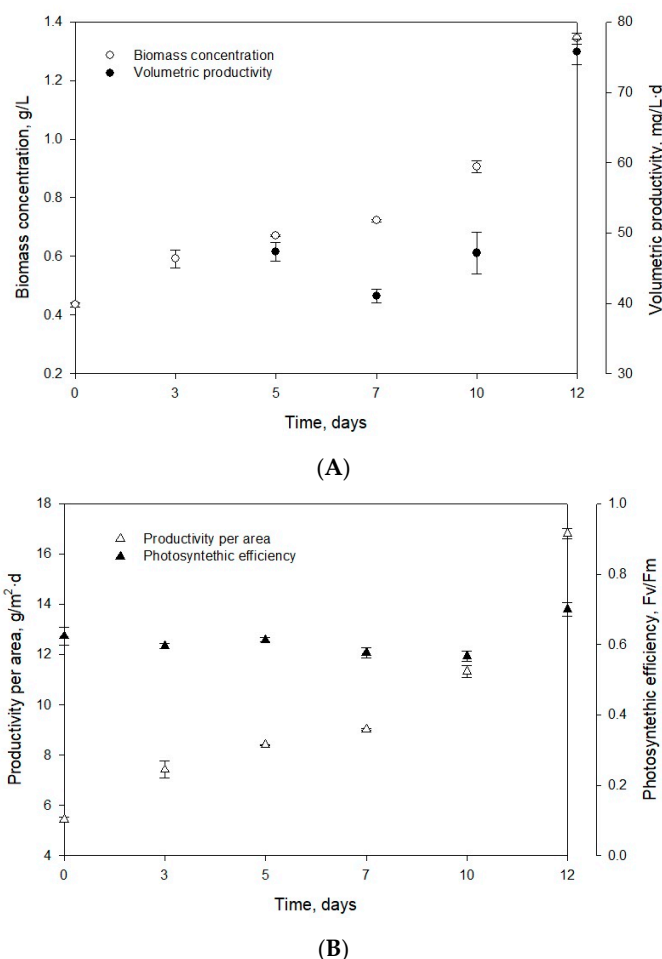 1.4
1.2
1.0
0.8
0.6
0.4
0.2
Biomass concentration, g/L
Biomass concentration
Volumetric productivity
80
70
60
50
40
30
Volumetric productivity, mg/L·d
0 3 5 7 10 12
Time, days
(A)
18
16
14
12
10
8
6
4
Productivity per area, g/m²·d
Productivity per area
Photosyntethic efficiency
1.0
0.8
0.6
0.4
0.2
0.0
Photosyntethic efficiency, Fv/Fm
0 3 5 7 10 12
Time, days
(B)